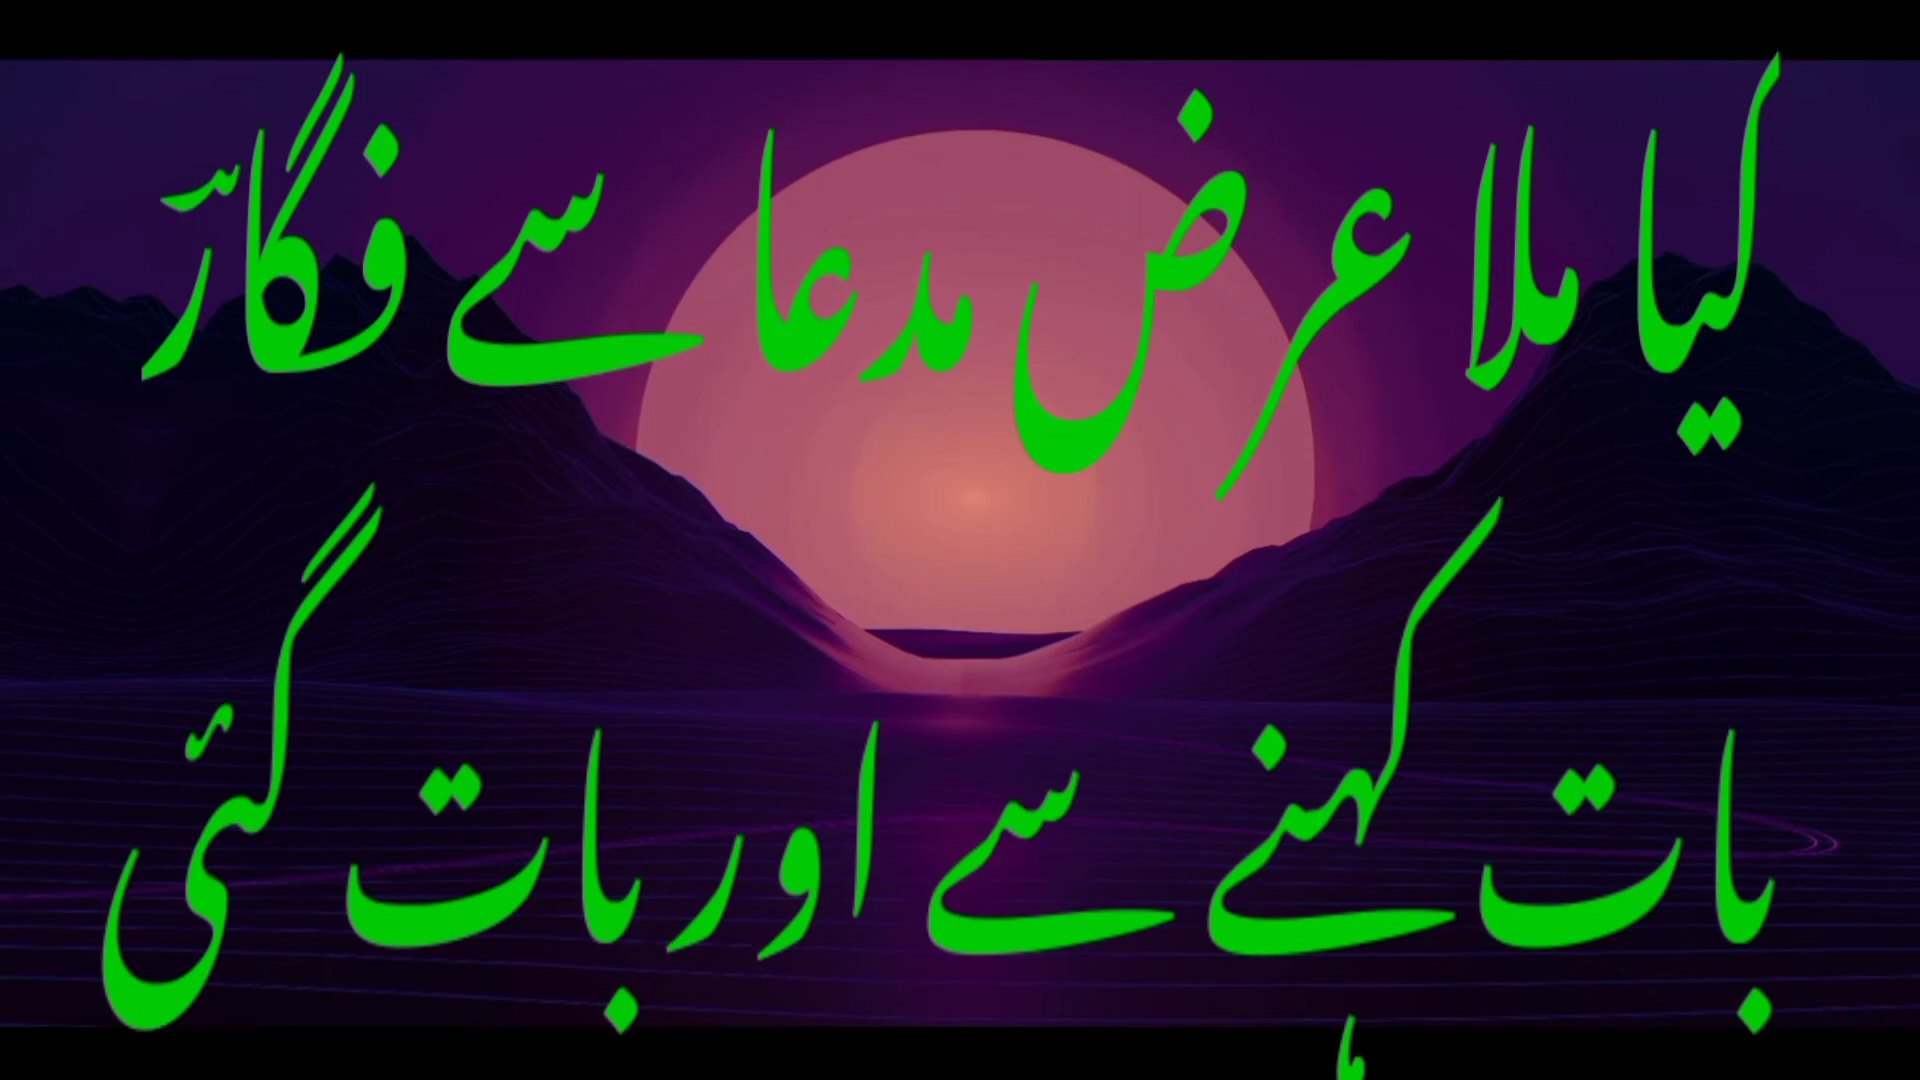 کیا ملا عرض مدعا سے فگارؔ
بات کہنے سے اور بات گئی